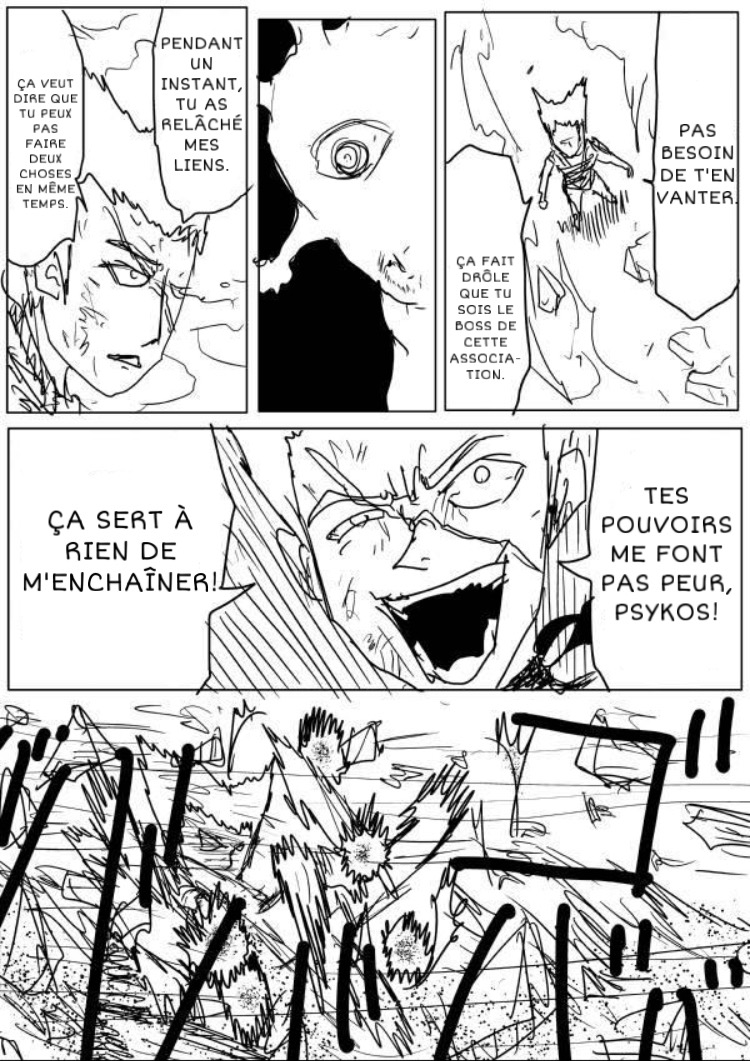 PAS
BESOIN
DE T'EN
VANTER.
ÇA FAIT
DRÔLE
QUE TU
SOIS LE
BOSS DE
CETTE
ASSOCIA-
TION.
PENDANT
UN
INSTANT,
TU AS
RELÂCHÉ
MES
LIENS.
ÇA VEUT
DIRE QUE
TU PEUX
PAS
FAIRE
DEUX
CHOSES
EN MÊME
TEMPS.
TES
POUVOIRS
ME FONT
PAS PEUR,
PSYKOS!
ÇA SERT À
RIEN DE
M'ENCHAÎNER!
ゴ